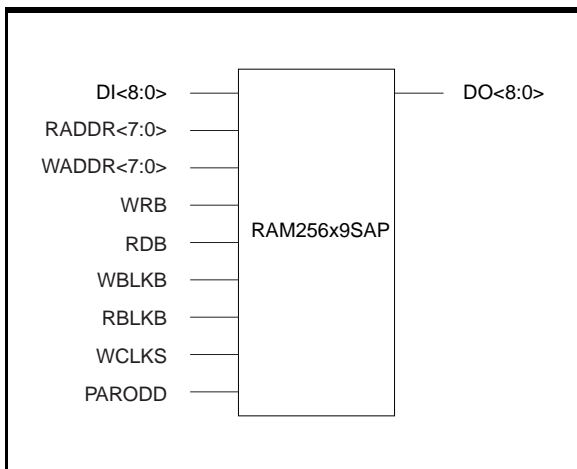 DI<8:0>
DO<8:0>
RADDR<7:0>
WADDR<7:0>
WRB
RAM256x9SAP
RDB
WBLKB
RBLKB
WCLKS
PARODD